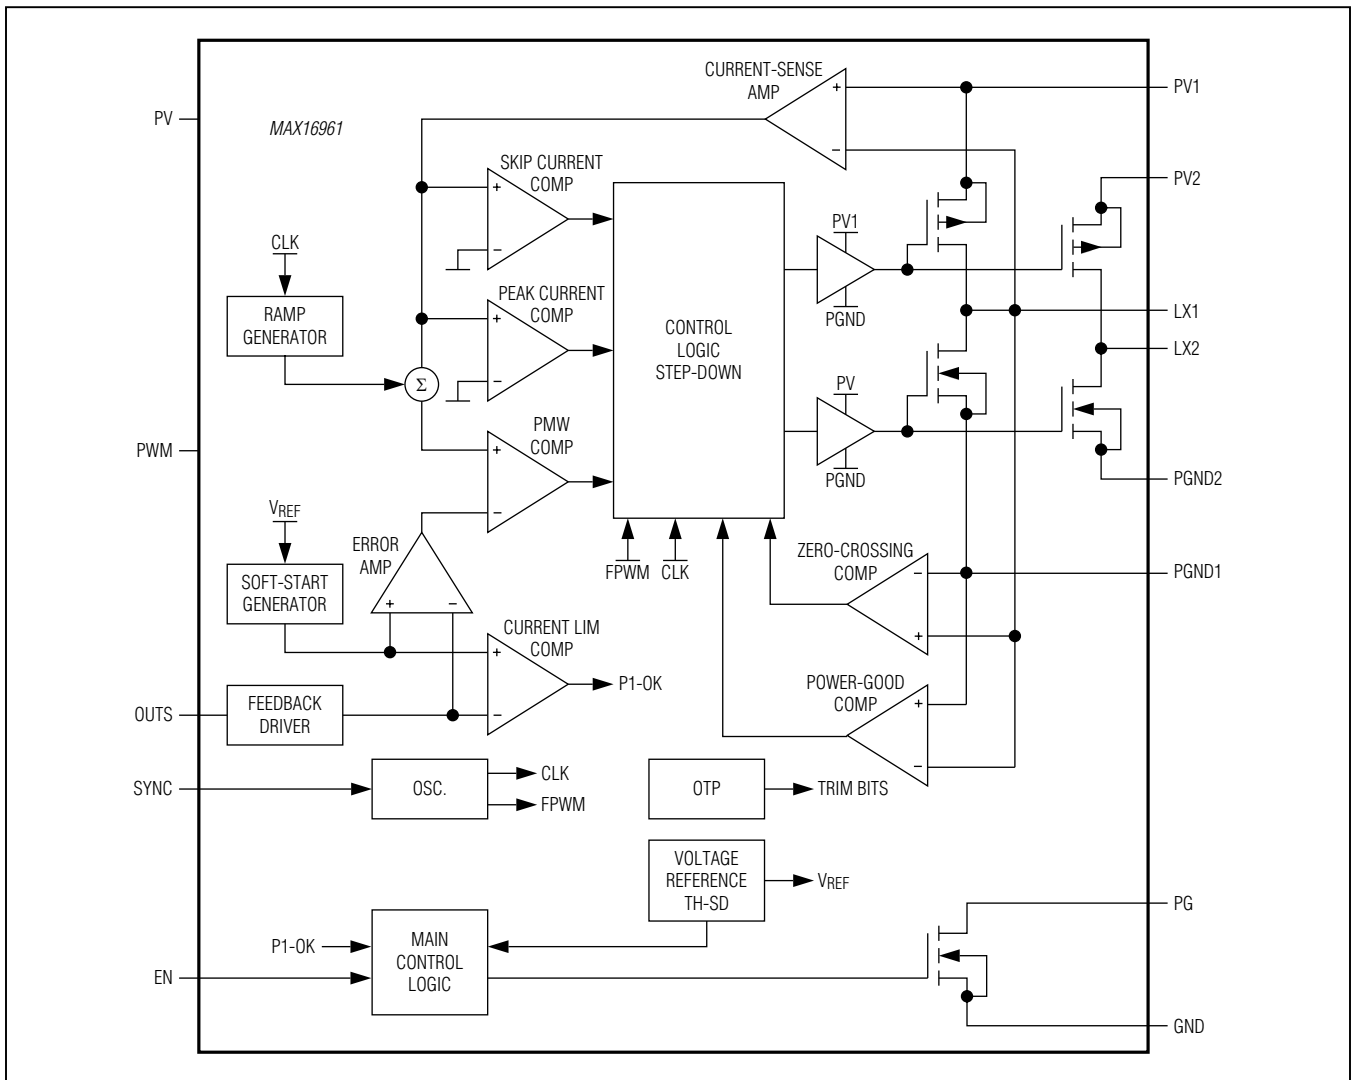 CURRENT-SENSE
AMP
PV1
PV
MAX16961
SKIP CURRENT
COMP
PV2
CLK
PV1
RAMP
GENERATOR
PEAK CURRENT
COMP
PGND
CONTROL
LOGIC
STEP-DOWN
LX1
LX2
Σ
PV
PWM
PMW
COMP
PGND
PGND2
VREF
ERROR
AMP
FPWM
CLK
ZERO-CROSSING
COMP
PGND1
SOFT-START
GENERATOR
CURRENT LIM
COMP
P1-OK
POWER-GOOD
COMP
OUTS
FEEDBACK
DRIVER
SYNC
OSC.
CLK
FPWM
OTP
TRIM BITS
VOLTAGE
REFERENCE
TH-SD
VREF
PG
P1-OK
EN
MAIN
CONTROL
LOGIC
GND